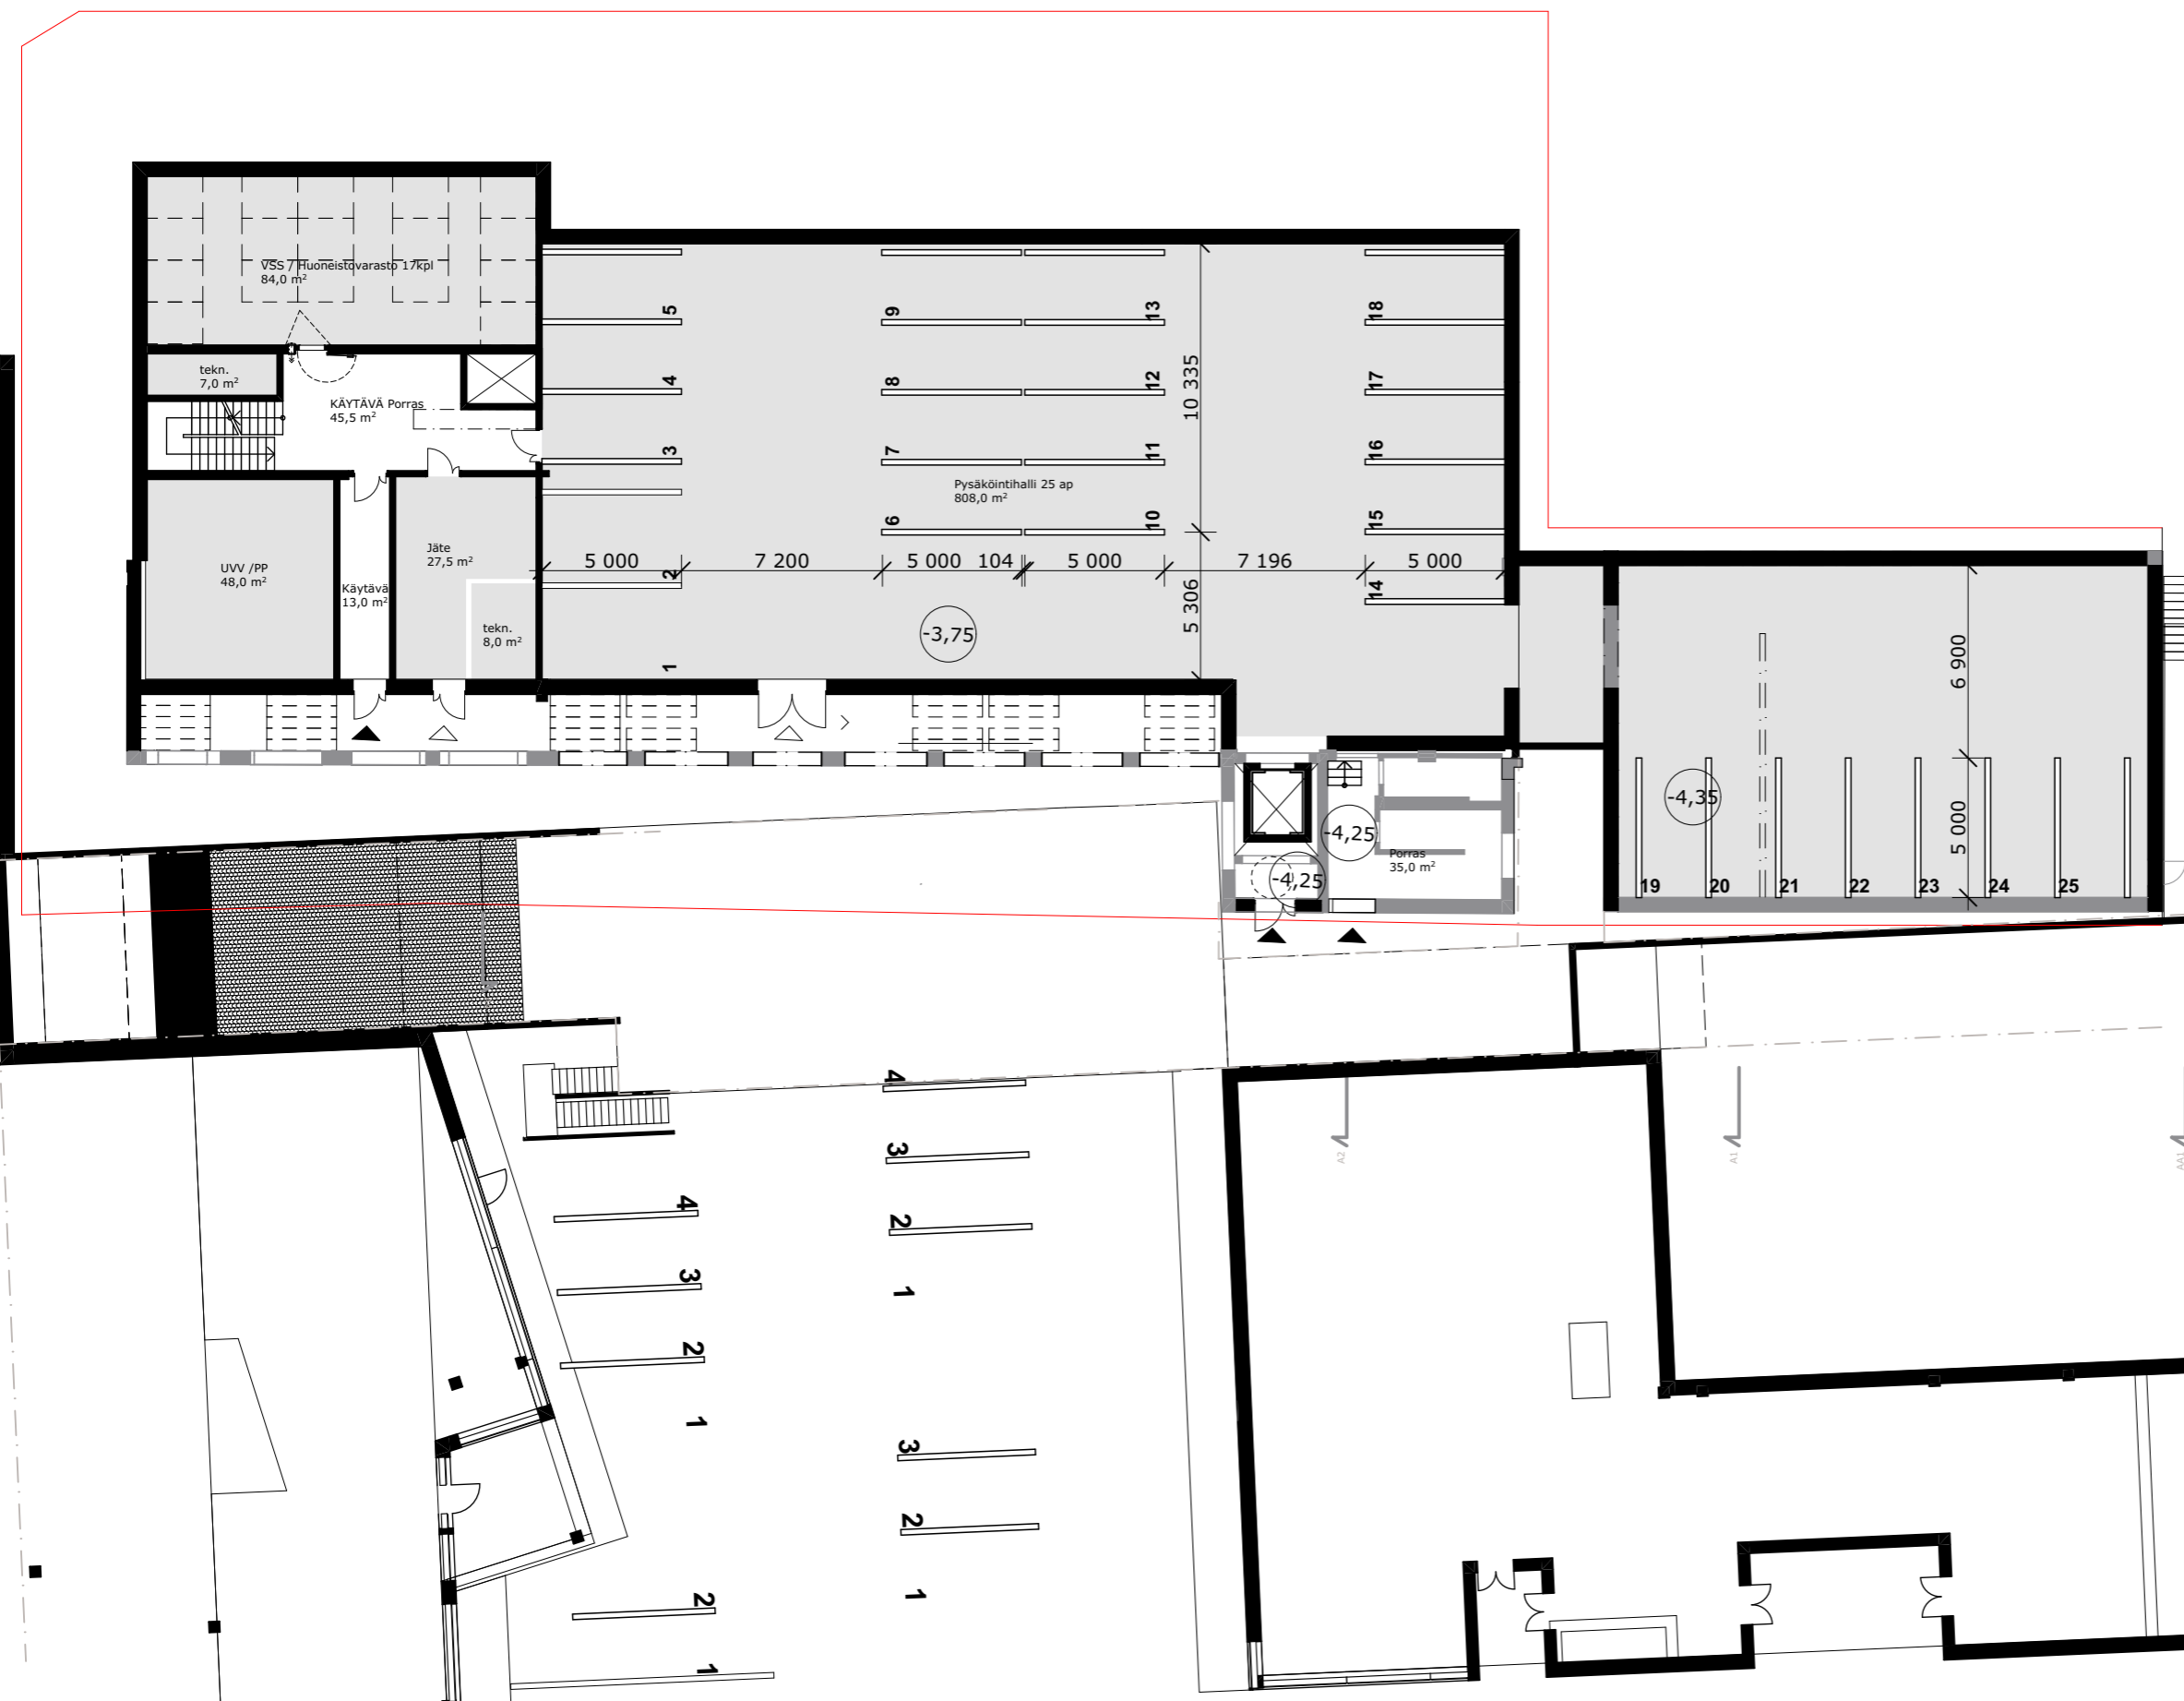 VSS / Huoneistovarasto 17kpl
84,0 m²
tekn.
7,0 m²
KÄYTÄVÄ Porras
45,5 m²
UVV /PP
48,0 m²
Käytävä
13,0 m²
Jäte
27,5 m²
tekn.
8,0 m²
5
4
3
2
1
9
8
7
6
13
12
11
10
18
17
16
15
14
Pysäköintihalli 25 ap
808,0 m²
10 335
5 306
5 000
7 200
5 000
104
5 000
7 196
5 000
-3,75
6 900
5 000
-4,35
-4,25
-4,25
Porras
35,0 m²
19
20
21
22
23
24
25
4
3
2
1
4
3
2
1
3
2
1
2
1
A2
A1
AA1